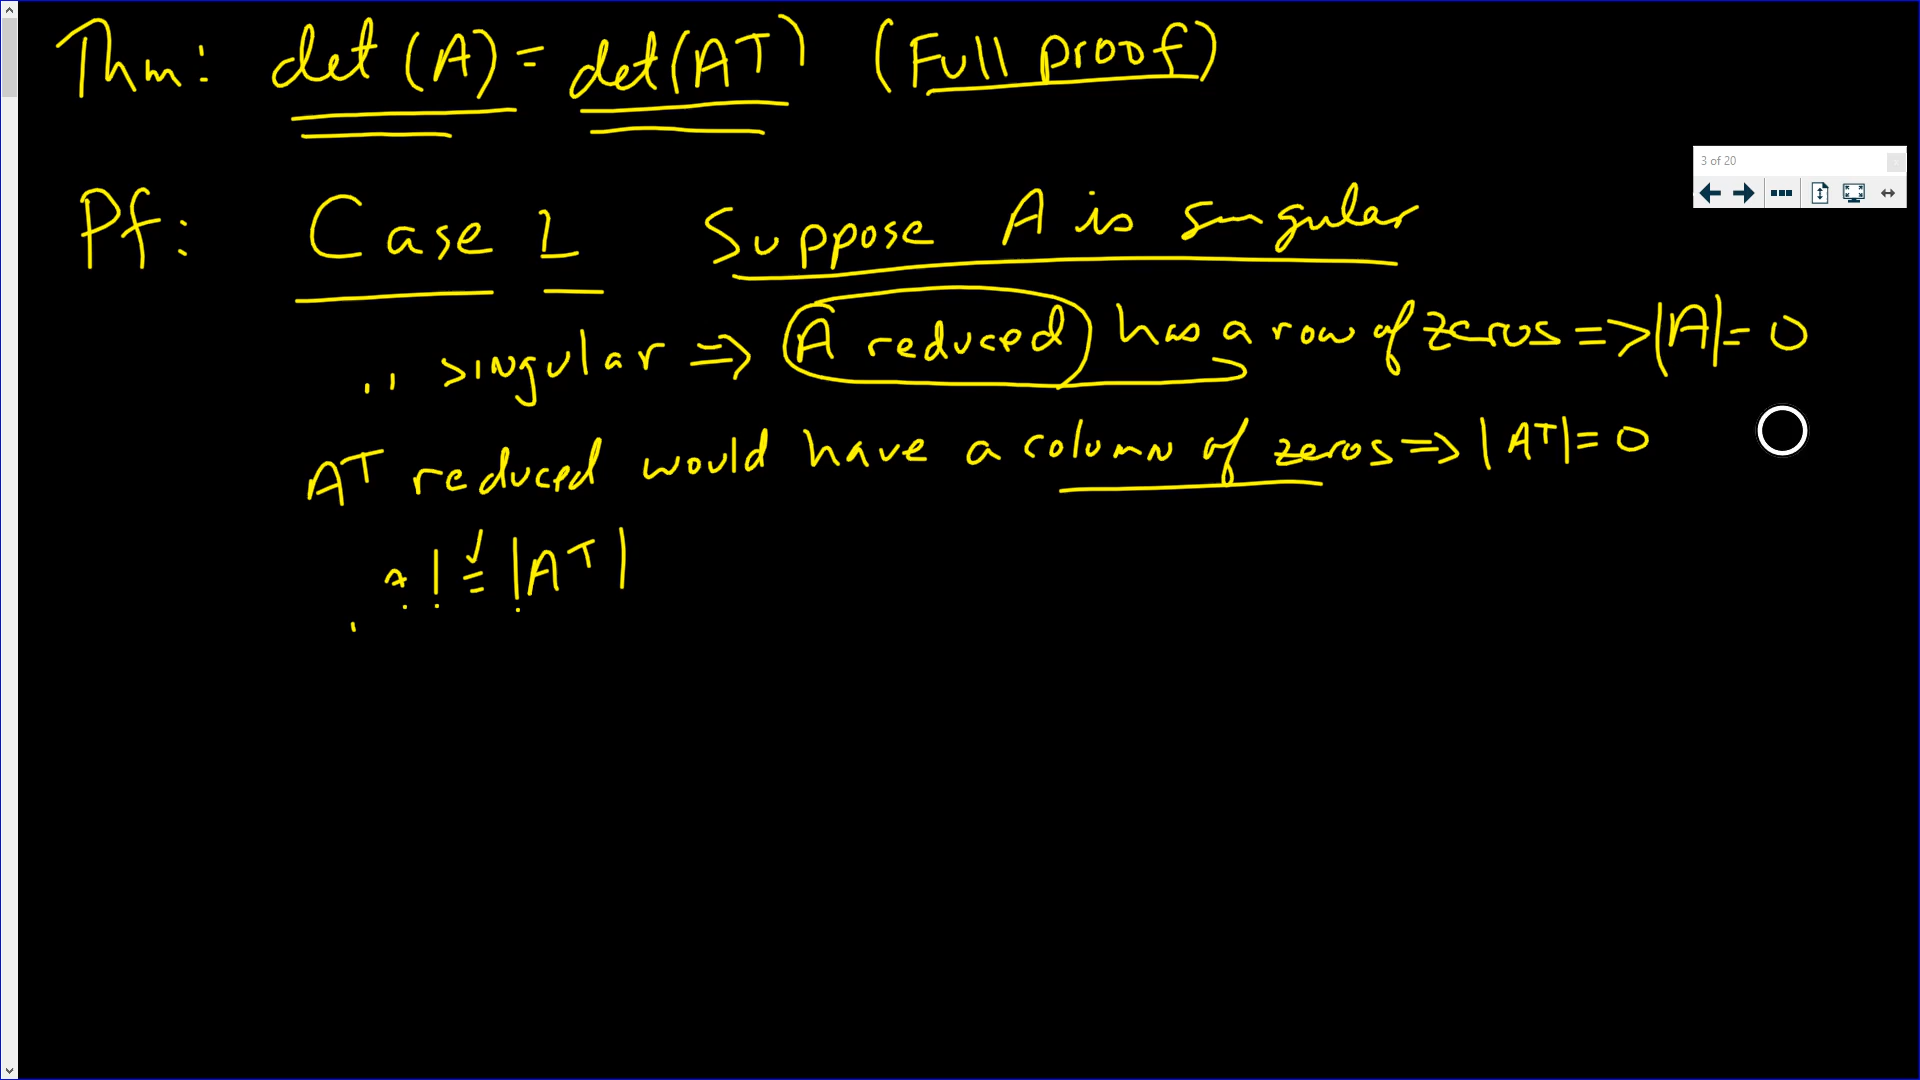 Thm: det(A) = det(AT) (Full proof)
3 of 20
Pf: Case 1 Suppose A is singular
singular => A reduced has a row of zeros => |A| = 0
AT reduced would have a column of zeros => |AT| = 0
| = |AT|